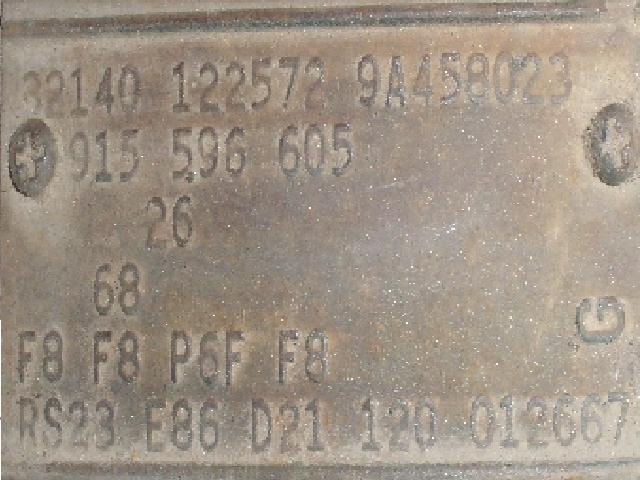 32140 122572 9A458023
915 596 605
26
68
G
F8 F8 P6F F8
RS23 E86 D21 120 012667